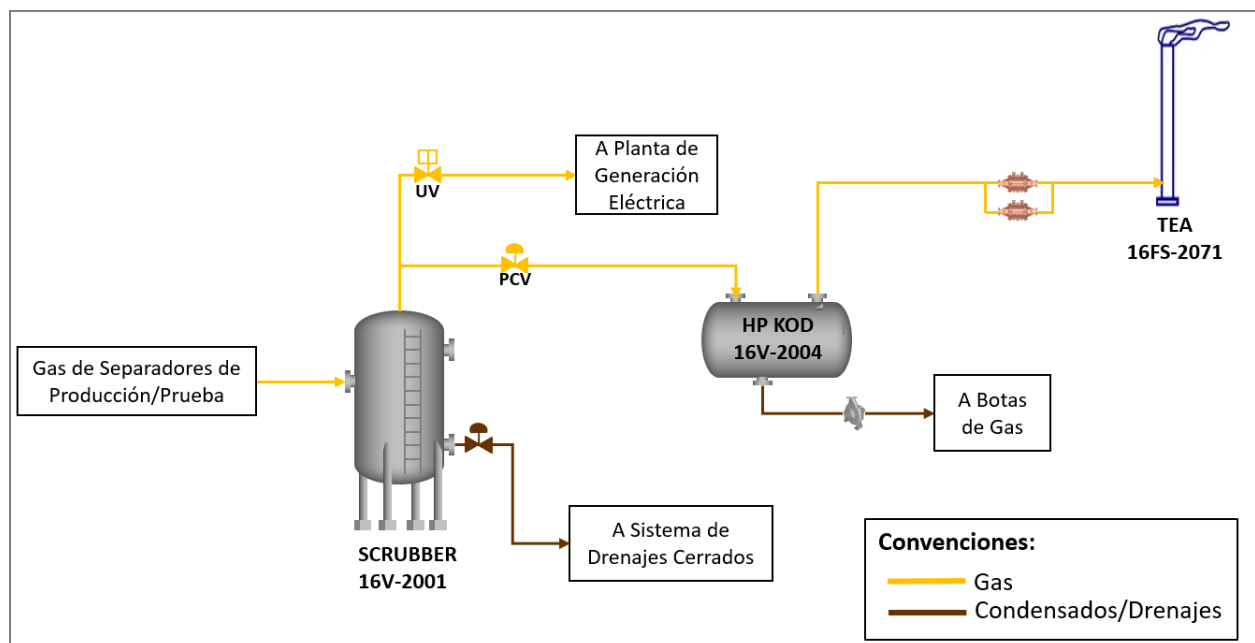 A Planta de
Generación
Eléctrica
UV
TEA
16FS-2071
PCV
HP KOD
16V-2004
Gas de Separadores de
Producción/Prueba
A Botas
de Gas
A Sistema de
Drenajes Cerrados
SCRUBBER
16V-2001
Convenciones:
Gas
Condensados/Drenajes